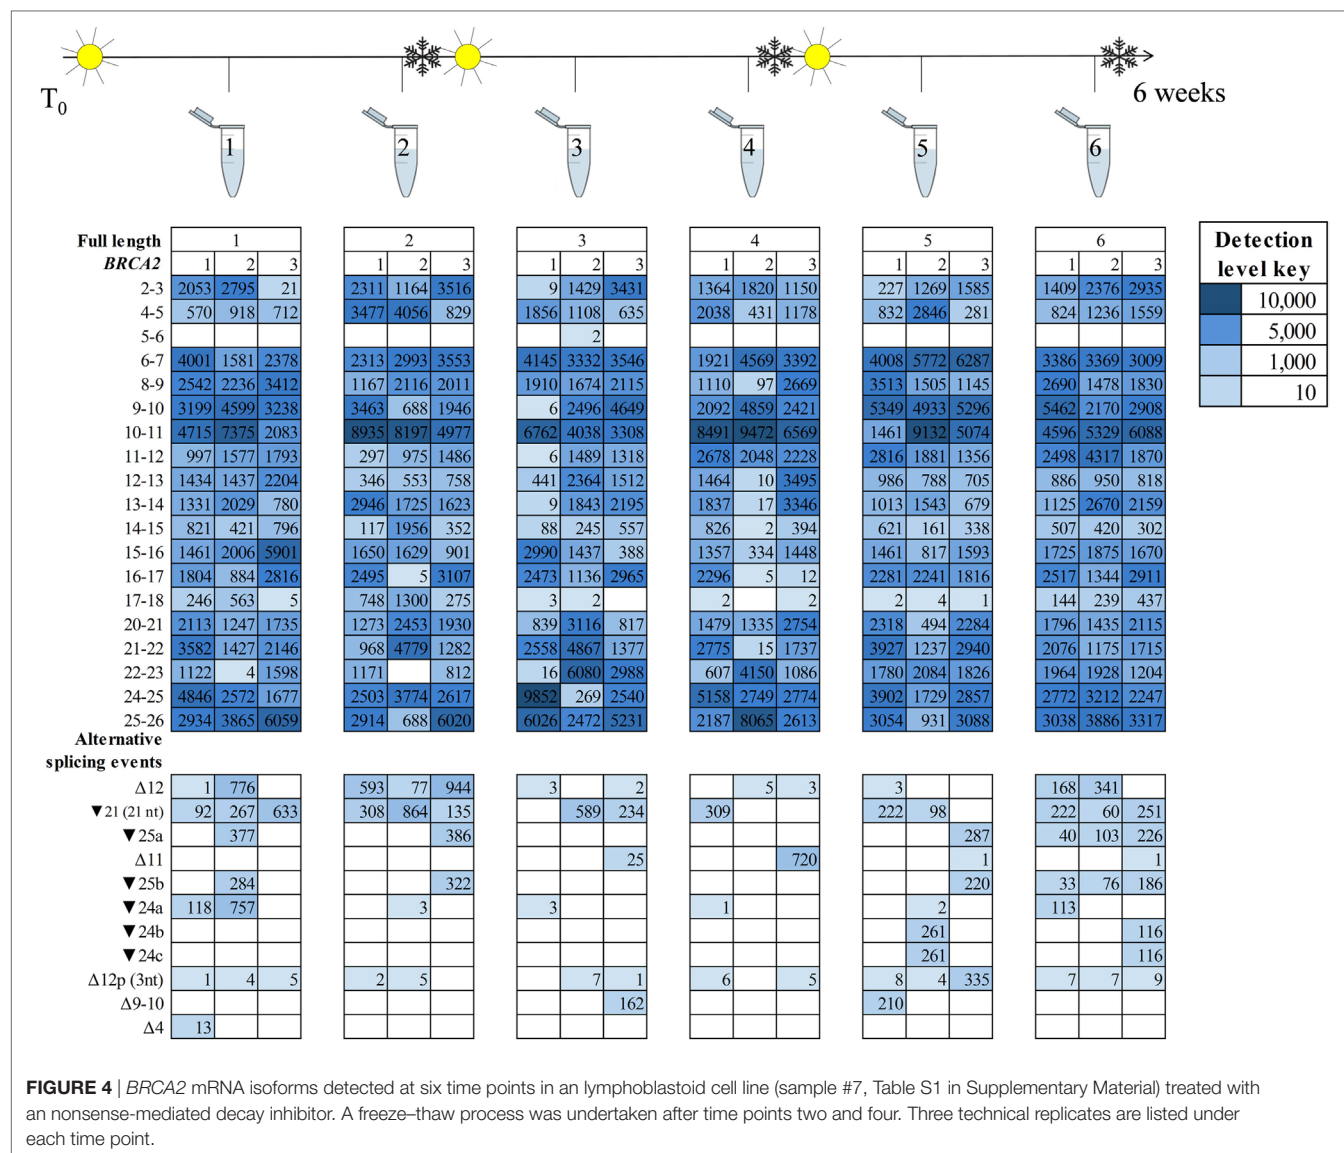 T0
6 weeks
1 2 3 4 5 6
Full length 1 2 3 4 5 6
BRCA2 1 2 3 1 2 3 1 2 3 1 2 3 1 2 3 1 2 3
2-3 2053 2795 21 2311 1164 3516 9 1429 3431 1364 1820 1150 227 1269 1585 1409 2376 2935
4-5 570 918 712 3477 4056 829 1856 1108 635 2038 431 1178 832 2846 281 824 1236 1559
5-6 2
6-7 4001 1581 2378 2313 2993 3553 4145 3332 3546 1921 4569 3392 4008 5772 6287 3386 3369 3009
8-9 2542 2236 3412 1167 2116 2011 1910 1674 2115 1110 97 2669 3513 1505 1145 2690 1478 1830
9-10 3199 4599 3238 3463 688 1946 6 2496 4649 2092 4859 2421 5349 4933 5296 5462 2170 2908
10-11 4715 7375 2083 8935 8197 4977 6762 4038 3308 8491 9472 6569 1461 9132 5074 4596 5329 6088
11-12 997 1577 1793 297 975 1486 6 1489 1318 2678 2048 2228 2816 1881 1356 2498 4317 1870
12-13 1434 1437 2204 346 553 758 441 2364 1512 1464 10 3495 986 788 705 886 950 818
13-14 1331 2029 780 2946 1725 1623 9 1843 2195 1837 17 3346 1013 1543 679 1125 2670 2159
14-15 821 421 796 117 1956 352 88 245 557 826 2 394 621 161 338 507 420 302
15-16 1461 2006 5901 1650 1629 901 2990 1437 388 1357 334 1448 1461 817 1593 1725 1875 1670
16-17 1804 884 2816 2495 5 3107 2473 1136 2965 2296 5 12 2281 2241 1816 2517 1344 2911
17-18 246 563 5 748 1300 275 3 2 2 2 2 4 1 144 239 437
20-21 2113 1247 1735 1273 2453 1930 839 3116 817 1479 1335 2754 2318 494 2284 1796 1435 2115
21-22 3582 1427 2146 968 4779 1282 2558 4867 1377 2775 15 1737 3927 1237 2940 2076 1175 1715
22-23 1122 4 1598 1171 812 16 6080 2988 607 4150 1086 1780 2084 1826 1964 1928 1204
24-25 4846 2572 1677 2503 3774 2617 9852 269 2540 5158 2749 2774 3902 1729 2857 2772 3212 2247
25-26 2934 3865 6059 2914 688 6020 6026 2472 5231 2187 8065 2613 3054 931 3088 3038 3886 3317
Alternative
splicing events
Δ12 1 776 593 77 944 3 2 5 3 3 168 341
▼21 (21 nt) 92 267 633 308 864 135 589 234 309 222 98 222 60 251
▼25a 377 386 287 40 103 226
Δ11 25 720 1 1
▼25b 284 322 220 33 76 186
▼24a 118 757 3 3 1 2 113
▼24b 261 116
▼24c 261 116
Δ12p (3nt) 1 4 5 2 5 7 1 6 5 8 4 335 7 7 9
Δ9-10 162 210
Δ4 13
Detection
level key
10,000
5,000
1,000
10
FIGURE 4 | BRCA2 mRNA isoforms detected at six time points in an lymphoblastoid cell line (sample #7, Table S1 in Supplementary Material) treated with
an nonsense-mediated decay inhibitor. A freeze–thaw process was undertaken after time points two and four. Three technical replicates are listed under
each time point.